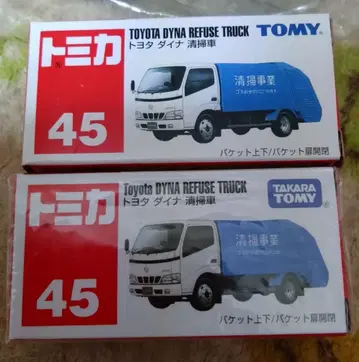 トミカ
45
TOYOTA DYNA REFUSE TRUCK
トヨタ ダイナ 清掃車
TOMY
清掃事業
バケット上下/バケット扉開閉
トミカ
45
Toyota DYNA REFUSE TRUCK
トヨタ ダイナ 清掃車
TAKARA TOMY
清掃事業
バケット上下/バケット扉開閉